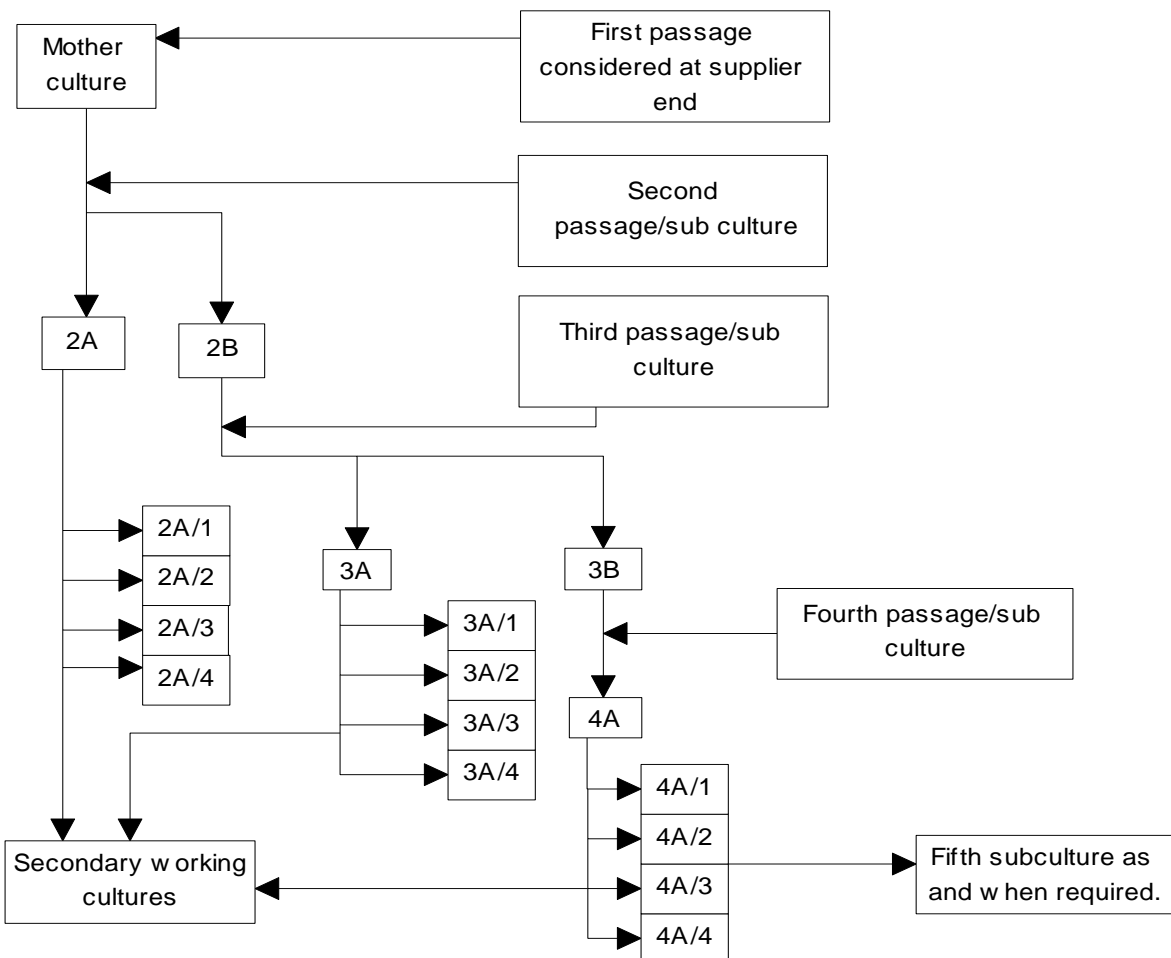 Mother
culture
First passage
considered at supplier
end
Second
passage/sub culture
Third passage/sub
culture
2A
2B
2A/1
2A/2
2A/3
2A/4
3A
3B
3A/1
3A/2
3A/3
3A/4
Fourth passage/sub
culture
4A
4A/1
4A/2
4A/3
4A/4
Secondary w orking
cultures
Fifth subculture as
and w hen required.